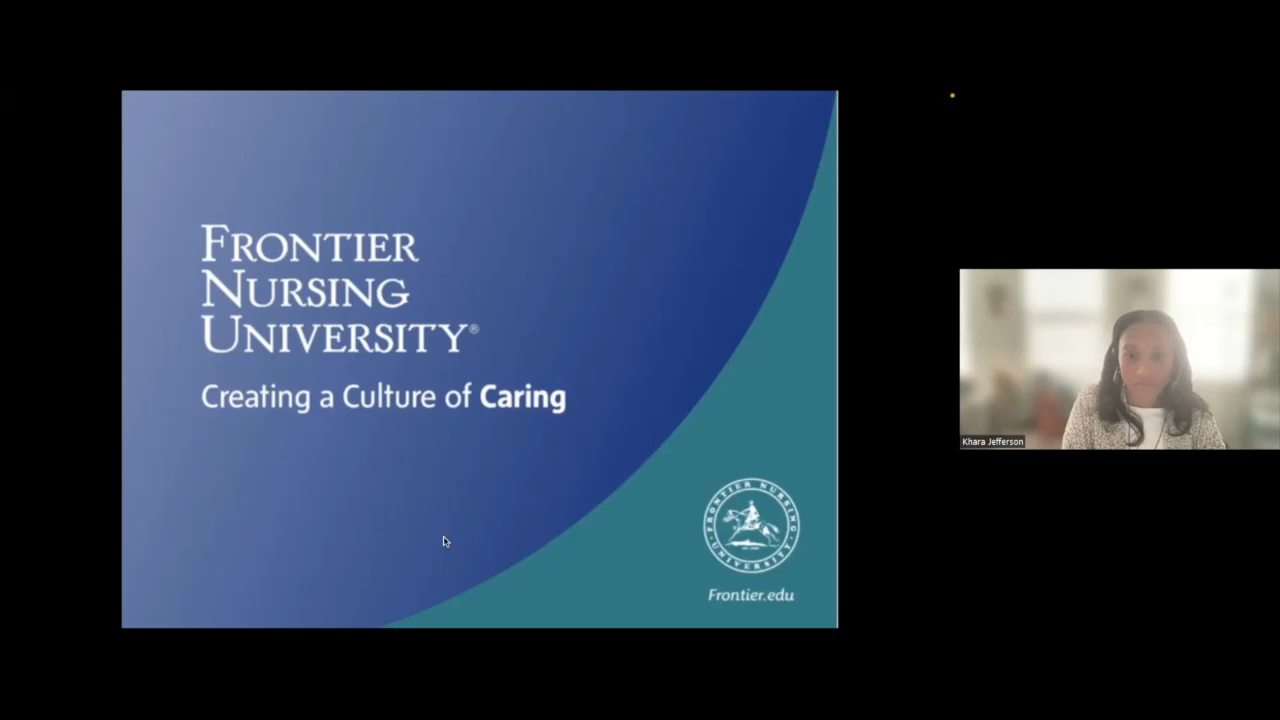 FRONTIER
NURSING
UNIVERSITY®
Creating a Culture of Caring
FRONTIER NURSING
UNIVERSITY
Frontier.edu
Khara Jefferson